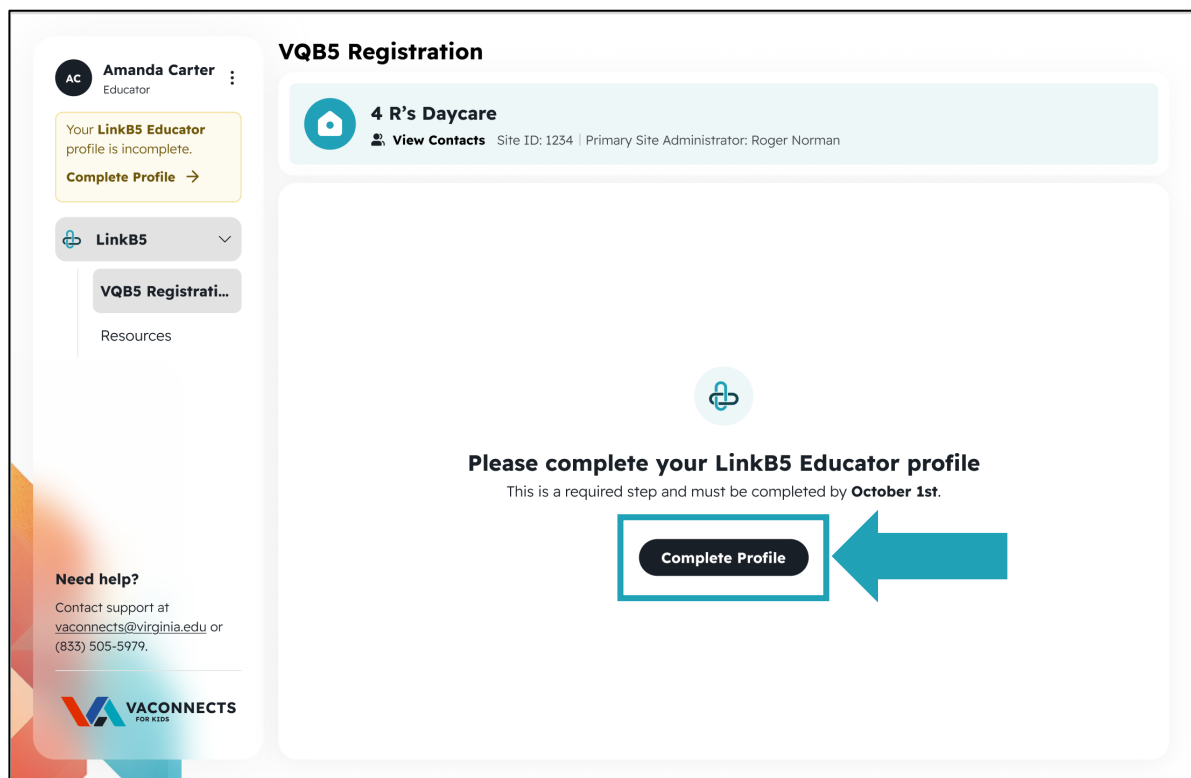 AC
Amanda Carter
Educator
Your LinkB5 Educator
profile is incomplete.
Complete Profile →
LinkB5
VQB5 Registrati...
Resources
Need help?
Contact support at
vaconnects@virginia.edu or
(833) 505-5979.
VACONNECTS
FOR KIDS
VQB5 Registration
4 R's Daycare
View Contacts Site ID: 1234 | Primary Site Administrator: Roger Norman
Please complete your LinkB5 Educator profile
This is a required step and must be completed by October 1st.
Complete Profile